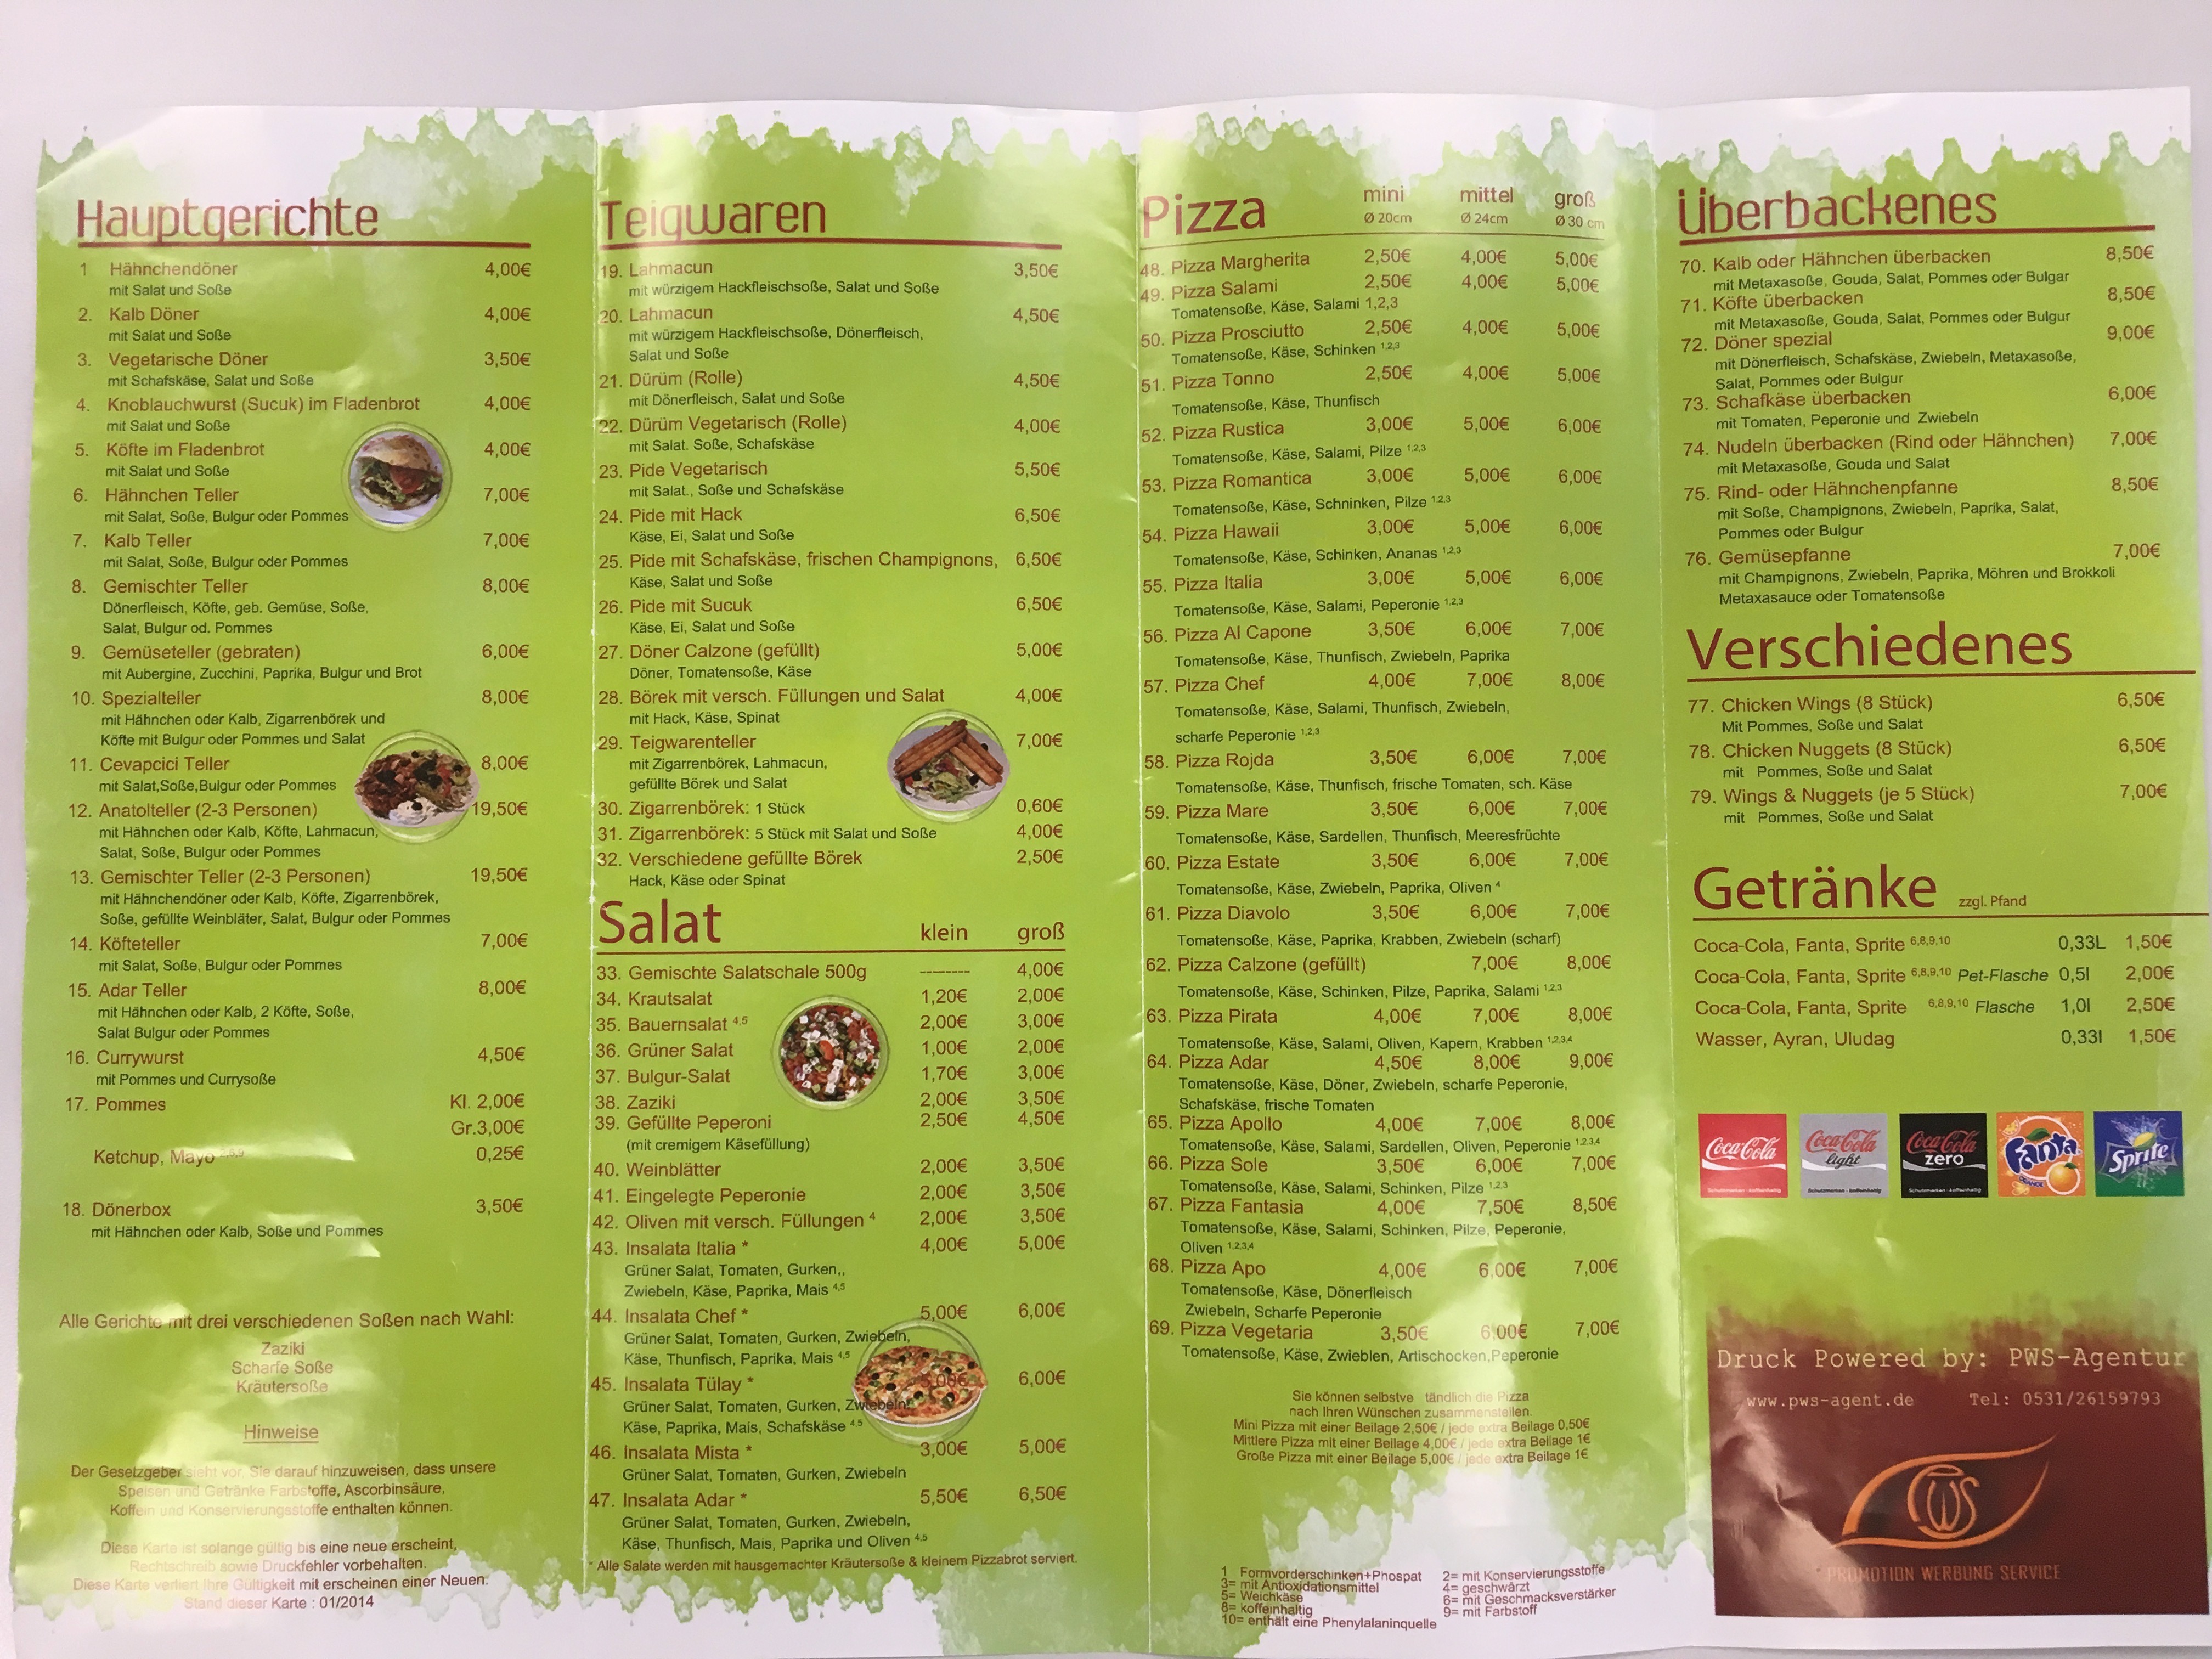 Hauptgerichte
1 Hähnchendöner 4,00€
mit Salat und Soße
2. Kalb Döner 4,00€
mit Salat und Soße
3. Vegetarische Döner 3,50€
mit Schafskäse, Salat und Soße
4. Knoblauchwurst (Sucuk) im Fladenbrot 4,00€
mit Salat und Soße
5. Köfte im Fladenbrot 4,00€
mit Salat und Soße
6. Hähnchen Teller 7,00€
mit Salat, Soße, Bulgur oder Pommes
7. Kalb Teller 7,00€
mit Salat, Soße, Bulgur oder Pommes
8. Gemischter Teller 8,00€
Dönerfleisch, Köfte, geb. Gemüse, Soße,
Salat, Bulgur od. Pommes
9. Gemüseteller (gebraten) 6,00€
mit Aubergine, Zucchini, Paprika, Bulgur und Brot
10. Spezialteller 8,00€
mit Hähnchen oder Kalb, Zigarrenbörek und
Köfte mit Bulgur oder Pommes und Salat
11. Cevapcici Teller 8,00€
mit Salat,Soße,Bulgur oder Pommes
12. Anatolteller (2-3 Personen) 19,50€
mit Hähnchen oder Kalb, Köfte, Lahmacun,
Salat, Soße, Bulgur oder Pommes
13. Gemischter Teller (2-3 Personen) 19,50€
mit Hähnchendöner oder Kalb, Köfte, Zigarrenbörek,
Soße, gefüllte Weinbläter, Salat, Bulgur oder Pommes
14. Köfteteller 7,00€
mit Salat, Soße, Bulgur oder Pommes
15. Adar Teller 8,00€
mit Hähnchen oder Kalb, 2 Köfte, Soße,
Salat Bulgur oder Pommes
16. Currywurst 4,50€
mit Pommes und Currysoße
17. Pommes Kl. 2,00€
Gr.3,00€
Ketchup, Mayo 0,25€
18. Dönerbox 3,50€
mit Hähnchen oder Kalb, Soße und Pommes
Alle Gerichte mit drei verschiedenen Soßen nach Wahl:
Zaziki
Scharfe Soße
Kräutersoße
Hinweise
Der Gesetzgeber sieht vor, Sie darauf hinzuweisen, dass unsere
Speisen und Getränke Farbstoffe, Ascorbinsäure,
Koffein und Konservierungsstoffe enthalten können.
Diese Karte ist solange gültig bis eine neue erscheint,
Rechtschreib sowie Druckfehler vorbehalten.
Diese Karte verliert Ihre Gültigkeit mit erscheinen einer Neuen.
Stand dieser Karte : 01/2014
Teigwaren
19. Lahmacun 3,50€
mit würzigem Hackfleischsoße, Salat und Soße
20. Lahmacun 4,50€
mit würzigem Hackfleischsoße, Dönerfleisch,
Salat und Soße
21. Dürüm (Rolle) 4,50€
mit Dönerfleisch, Salat und Soße
22. Dürüm Vegetarisch (Rolle) 4,00€
mit Salat. Soße, Schafskäse
23. Pide Vegetarisch 5,50€
mit Salat., Soße und Schafskäse
24. Pide mit Hack 6,50€
Käse, Ei, Salat und Soße
25. Pide mit Schafskäse, frischen Champignons, 6,50€
Käse, Salat und Soße
26. Pide mit Sucuk 6,50€
Käse, Ei, Salat und Soße
27. Döner Calzone (gefüllt) 5,00€
Döner, Tomatensoße, Käse
28. Börek mit versch. Füllungen und Salat 4,00€
mit Hack, Käse, Spinat
29. Teigwarenteller 7,00€
mit Zigarrenbörek, Lahmacun,
gefüllte Börek und Salat
30. Zigarrenbörek: 1 Stück 0,60€
31. Zigarrenbörek: 5 Stück mit Salat und Soße 4,00€
32. Verschiedene gefüllte Börek 2,50€
Hack, Käse oder Spinat
Salat klein groß
33. Gemischte Salatschale 500g -------- 4,00€
34. Krautsalat 1,20€ 2,00€
35. Bauernsalat 4,5 2,00€ 3,00€
36. Grüner Salat 1,00€ 2,00€
37. Bulgur-Salat 1,70€ 3,00€
38. Zaziki 2,00€ 3,50€
39. Gefüllte Peperoni 2,50€ 4,50€
(mit cremigem Käsefüllung)
40. Weinblätter 2,00€ 3,50€
41. Eingelegte Peperonie 2,00€ 3,50€
42. Oliven mit versch. Füllungen 4 2,00€ 3,50€
43. Insalata Italia * 4,00€ 5,00€
Grüner Salat, Tomaten, Gurken,,
Zwiebeln, Käse, Paprika, Mais 4,5
44. Insalata Chef * 5,00€ 6,00€
Grüner Salat, Tomaten, Gurken, Zwiebeln,
Käse, Thunfisch, Paprika, Mais 4,5
45. Insalata Tülay * 5,00€ 6,00€
Grüner Salat, Tomaten, Gurken, Zwiebeln,
Käse, Paprika, Mais, Schafskäse 4,5
46. Insalata Mista * 3,00€ 5,00€
Grüner Salat, Tomaten, Gurken, Zwiebeln
47. Insalata Adar * 5,50€ 6,50€
Grüner Salat, Tomaten, Gurken, Zwiebeln,
Käse, Thunfisch, Mais, Paprika und Oliven 4,5
* Alle Salate werden mit hausgemachter Kräutersoße & kleinem Pizzabrot serviert.
Pizza mini mittel groß
Ø 20cm Ø 24cm Ø 30 cm
48. Pizza Margherita 2,50€ 4,00€ 5,00€
49. Pizza Salami 2,50€ 4,00€ 5,00€
Tomatensoße, Käse, Salami 1,2,3
50. Pizza Prosciutto 2,50€ 4,00€ 5,00€
Tomatensoße, Käse, Schinken 1,2,3
51. Pizza Tonno 2,50€ 4,00€ 5,00€
Tomatensoße, Käse, Thunfisch
52. Pizza Rustica 3,00€ 5,00€ 6,00€
Tomatensoße, Käse, Salami, Pilze 1,2,3
53. Pizza Romantica 3,00€ 5,00€ 6,00€
Tomatensoße, Käse, Schninken, Pilze 1,2,3
54. Pizza Hawaii 3,00€ 5,00€ 6,00€
Tomatensoße, Käse, Schinken, Ananas 1,2,3
55. Pizza Italia 3,00€ 5,00€ 6,00€
Tomatensoße, Käse, Salami, Peperonie 1,2,3
56. Pizza Al Capone 3,50€ 6,00€ 7,00€
Tomatensoße, Käse, Thunfisch, Zwiebeln, Paprika
57. Pizza Chef 4,00€ 7,00€ 8,00€
Tomatensoße, Käse, Salami, Thunfisch, Zwiebeln,
scharfe Peperonie 1,2,3
58. Pizza Rojda 3,50€ 6,00€ 7,00€
Tomatensoße, Käse, Thunfisch, frische Tomaten, sch. Käse
59. Pizza Mare 3,50€ 6,00€ 7,00€
Tomatensoße, Käse, Sardellen, Thunfisch, Meeresfrüchte
60. Pizza Estate 3,50€ 6,00€ 7,00€
Tomatensoße, Käse, Zwiebeln, Paprika, Oliven 4
61. Pizza Diavolo 3,50€ 6,00€ 7,00€
Tomatensoße, Käse, Paprika, Krabben, Zwiebeln (scharf)
62. Pizza Calzone (gefüllt) 7,00€ 8,00€
Tomatensoße, Käse, Schinken, Pilze, Paprika, Salami 1,2,3
63. Pizza Pirata 4,00€ 7,00€ 8,00€
Tomatensoße, Käse, Salami, Oliven, Kapern, Krabben 1,2,3,4
64. Pizza Adar 4,50€ 8,00€ 9,00€
Tomatensoße, Käse, Döner, Zwiebeln, scharfe Peperonie,
Schafskäse, frische Tomaten
65. Pizza Apollo 4,00€ 7,00€ 8,00€
Tomatensoße, Käse, Salami, Sardellen, Oliven, Peperonie 1,2,3,4
66. Pizza Sole 3,50€ 6,00€ 7,00€
Tomatensoße, Käse, Salami, Schinken, Pilze 1,2,3
67. Pizza Fantasia 4,00€ 7,50€ 8,50€
Tomatensoße, Käse, Salami, Schinken, Pilze, Peperonie,
Oliven 1,2,3,4
68. Pizza Apo 4,00€ 6,00€ 7,00€
Tomatensoße, Käse, Dönerfleisch
Zwiebeln, Scharfe Peperonie
69. Pizza Vegetaria 3,50€ 6,00€ 7,00€
Tomatensoße, Käse, Zwieblen, Artischocken,Peperonie
Sie können selbstve tändlich die Pizza
nach Ihren Wünschen zusammenstellen.
Mini Pizza mit einer Beilage 2,50€ / jede extra Beilage 0,50€
Mittlere Pizza mit einer Beilage 4,00€ / jede extra Beilage 1€
Große Pizza mit einer Beilage 5,00€ / jede extra Beilage 1€
1 Formvorderschinken+Phospat 2= mit Konservierungsstoffe
3= mit Antioxidationsmittel 4= geschwärzt
5= Weichkäse 6= mit Geschmacksverstärker
8= koffeinhaltig 9= mit Farbstoff
10= enthält eine Phenylalaninquelle
Überbackenes
70. Kalb oder Hähnchen überbacken 8,50€
mit Metaxasoße, Gouda, Salat, Pommes oder Bulgar
71. Köfte überbacken 8,50€
mit Metaxasoße, Gouda, Salat, Pommes oder Bulgur
72. Döner spezial 9,00€
mit Dönerfleisch, Schafskäse, Zwiebeln, Metaxasoße,
Salat, Pommes oder Bulgur
73. Schafkäse überbacken 6,00€
mit Tomaten, Peperonie und Zwiebeln
74. Nudeln überbacken (Rind oder Hähnchen) 7,00€
mit Metaxasoße, Gouda und Salat
75. Rind- oder Hähnchenpfanne 8,50€
mit Soße, Champignons, Zwiebeln, Paprika, Salat,
Pommes oder Bulgur
76. Gemüsepfanne 7,00€
mit Champignons, Zwiebeln, Paprika, Möhren und Brokkoli
Metaxasauce oder Tomatensoße
Verschiedenes
77. Chicken Wings (8 Stück) 6,50€
Mit Pommes, Soße und Salat
78. Chicken Nuggets (8 Stück) 6,50€
mit Pommes, Soße und Salat
79. Wings & Nuggets (je 5 Stück) 7,00€
mit Pommes, Soße und Salat
Getränke zzgl. Pfand
Coca-Cola, Fanta, Sprite 6,8,9,10 0,33L 1,50€
Coca-Cola, Fanta, Sprite 6,8,9,10 Pet-Flasche 0,5l 2,00€
Coca-Cola, Fanta, Sprite 6,8,9,10 Flasche 1,0l 2,50€
Wasser, Ayran, Uludag 0,33l 1,50€
Coca-Cola Coca-Cola light Coca-Cola zero Fanta Sprite
Druck Powered by: PWS-Agentur
www.pws-agent.de Tel: 0531/26159793
PWS
PROMOTION WERBUNG SERVICE